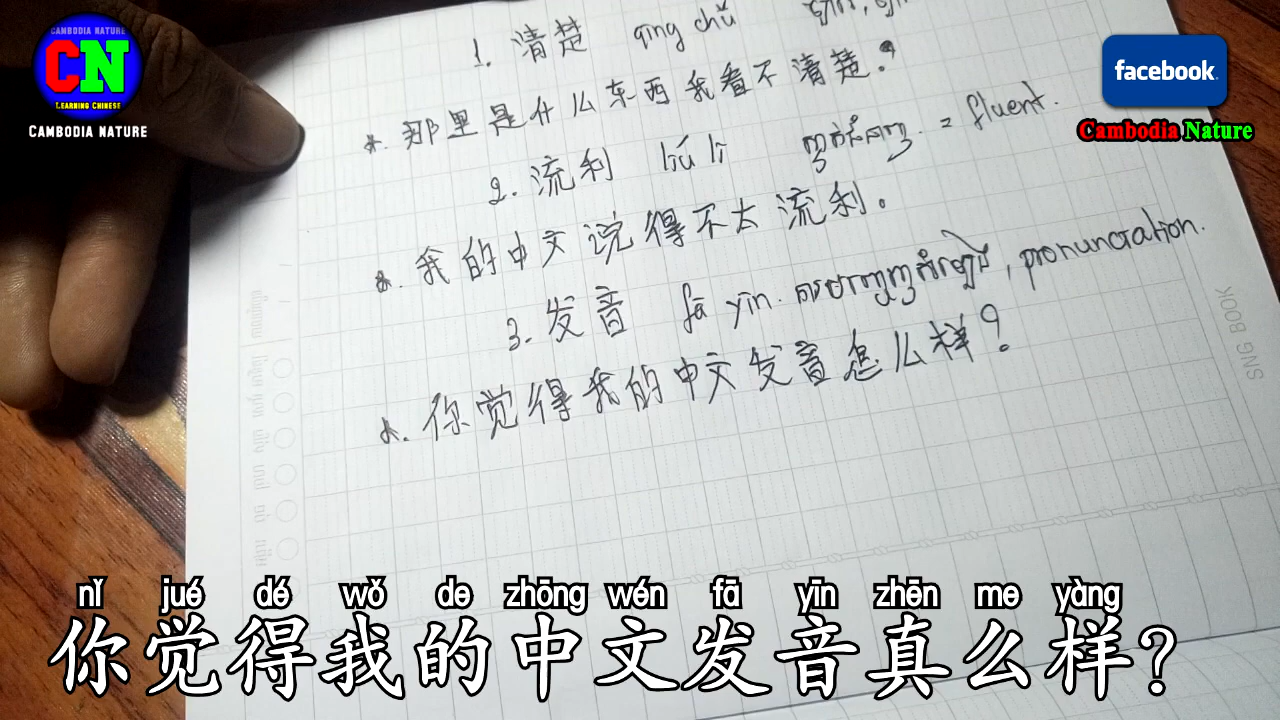 CAMBODIA NATURE
CN
LEARNING CHINESE
CAMBODIA NATURE
facebook
Cambodia Nature
1. 清楚 qīng chǔ
*. 那里是什么东西我看不清楚?
2. 流利 liú lì = fluent.
*. 我的中文说得不太流利。
3. 发音 fā yīn. , pronunciation.
*. 你觉得我的中文发音怎么样?
SNG BOOK
nǐ jué dé wǒ de zhōng wén fā yīn zhēn me yàng
你觉得我的中文发音真么样?